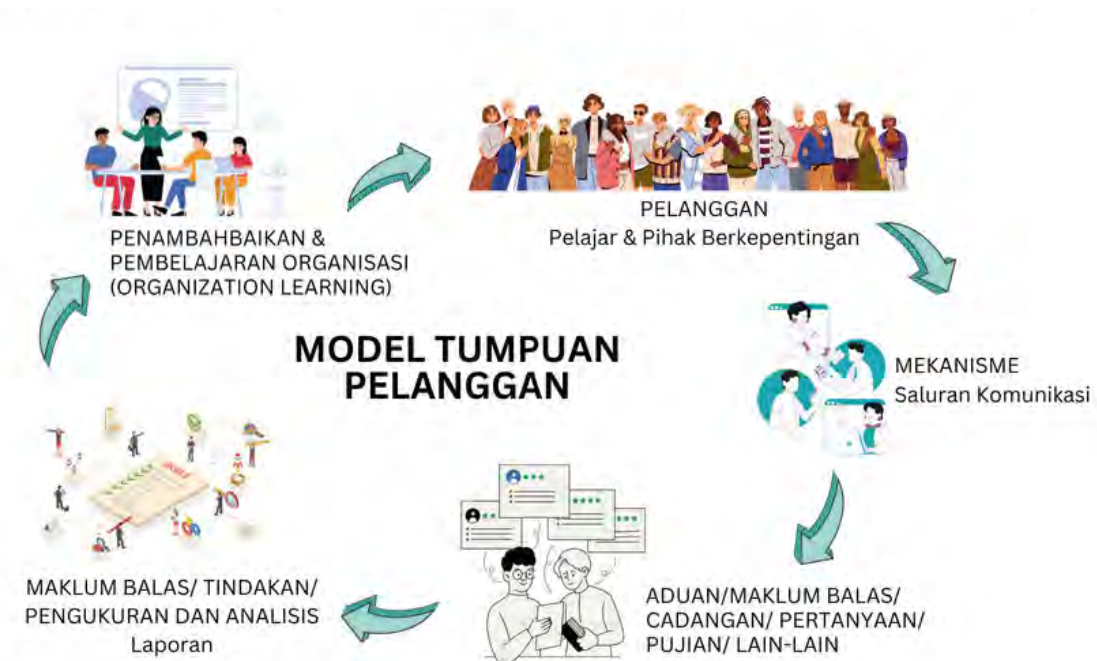 PENAMBAHBAIKAN &
PEMBELAJARAN ORGANISASI
(ORGANIZATION LEARNING)
PELANGGAN
Pelajar & Pihak Berkepentingan
MODEL TUMPUAN
PELANGGAN
MEKANISME
Saluran Komunikasi
MAKLUM BALAS/ TINDAKAN/
PENGUKURAN DAN ANALISIS
Laporan
ADUAN/MAKLUM BALAS/
CADANGAN/ PERTANYAAN/
PUJIAN/ LAIN-LAIN